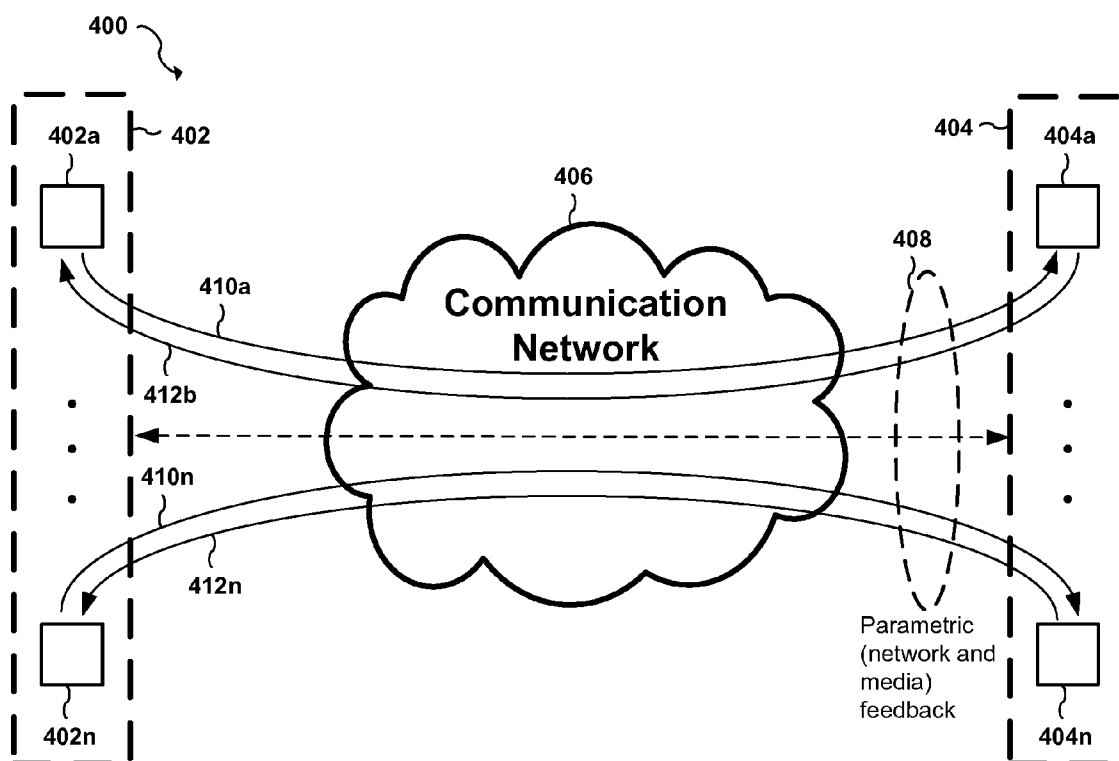 400
402
404
402a
404a
406
408
410a
Communication
Network
412b
410n
412n
Parametric
(network and
media)
feedback
402n
404n